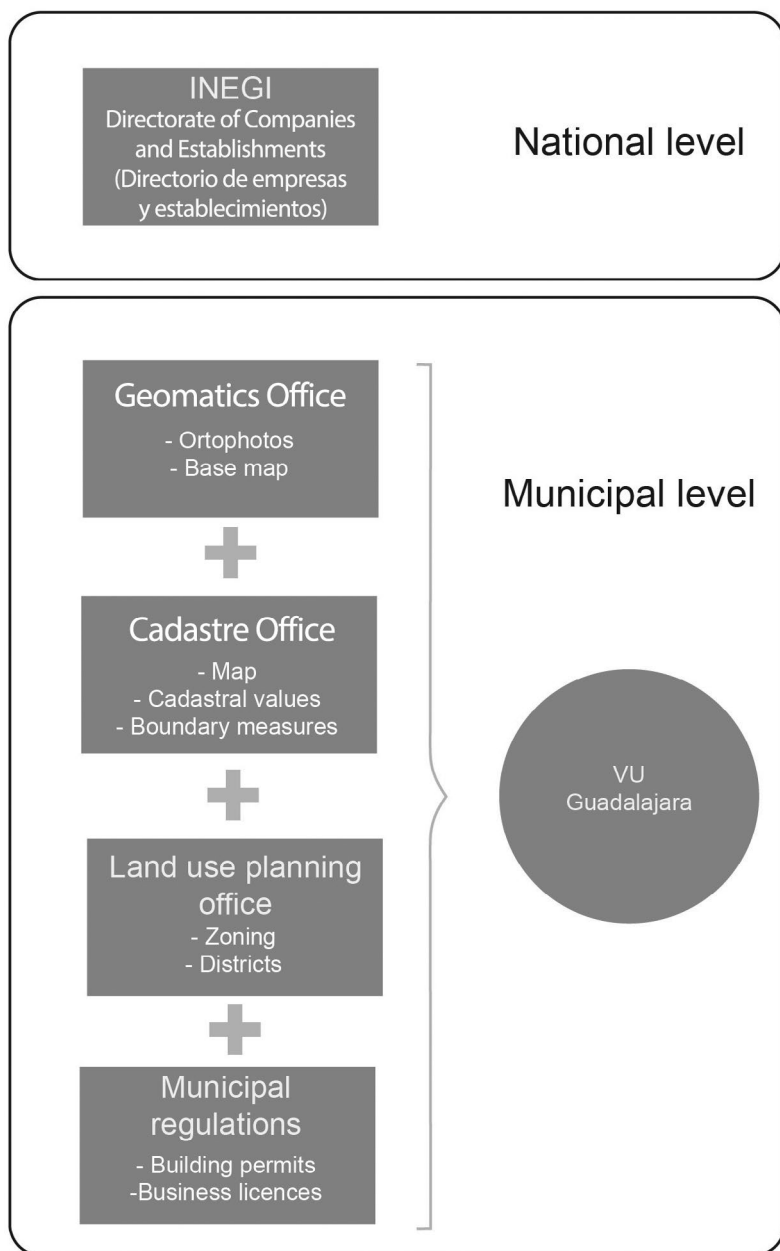 INEGI
Directorate of Companies
and Establishments
(Directorio de empresas
y establecimientos)
National level
Geomatics Office
- Ortophotos
- Base map
Municipal level
Cadastre Office
- Map
- Cadastral values
- Boundary measures
VU
Guadalajara
Land use planning
office
- Zoning
- Districts
Municipal
regulations
- Building permits
-Business licences